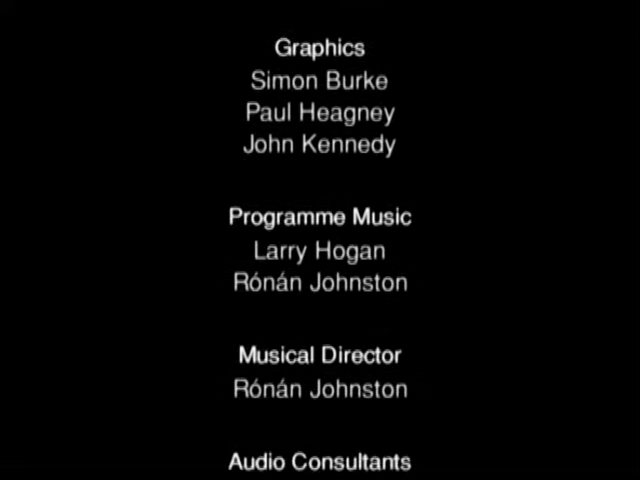 Graphics
Simon Burke
Paul Heagney
John Kennedy
Programme Music
Larry Hogan
Rónán Johnston
Musical Director
Rónán Johnston
Audio Consultants